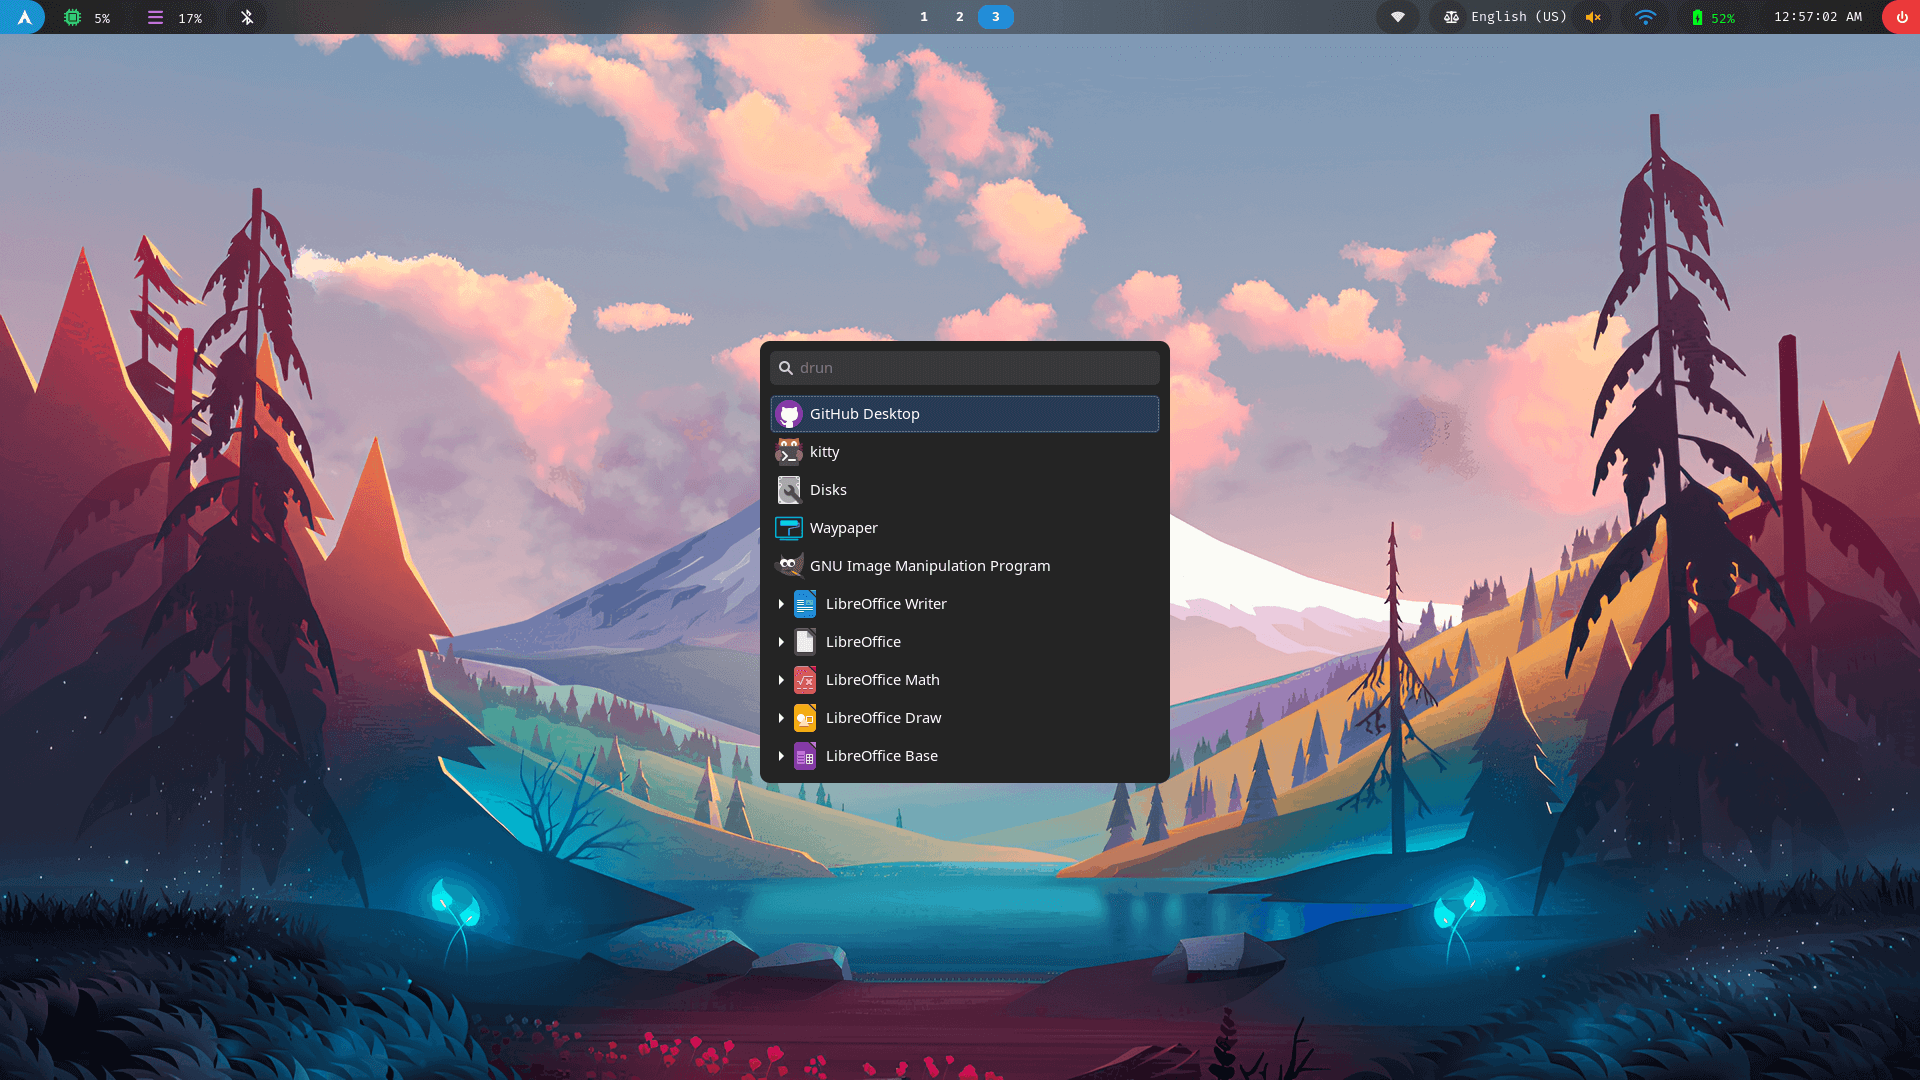 5% 17% 1 2 3 English (US) 52% 12:57:02 AM
drun
GitHub Desktop
kitty
Disks
Waypaper
GNU Image Manipulation Program
LibreOffice Writer
LibreOffice
LibreOffice Math
LibreOffice Draw
LibreOffice Base